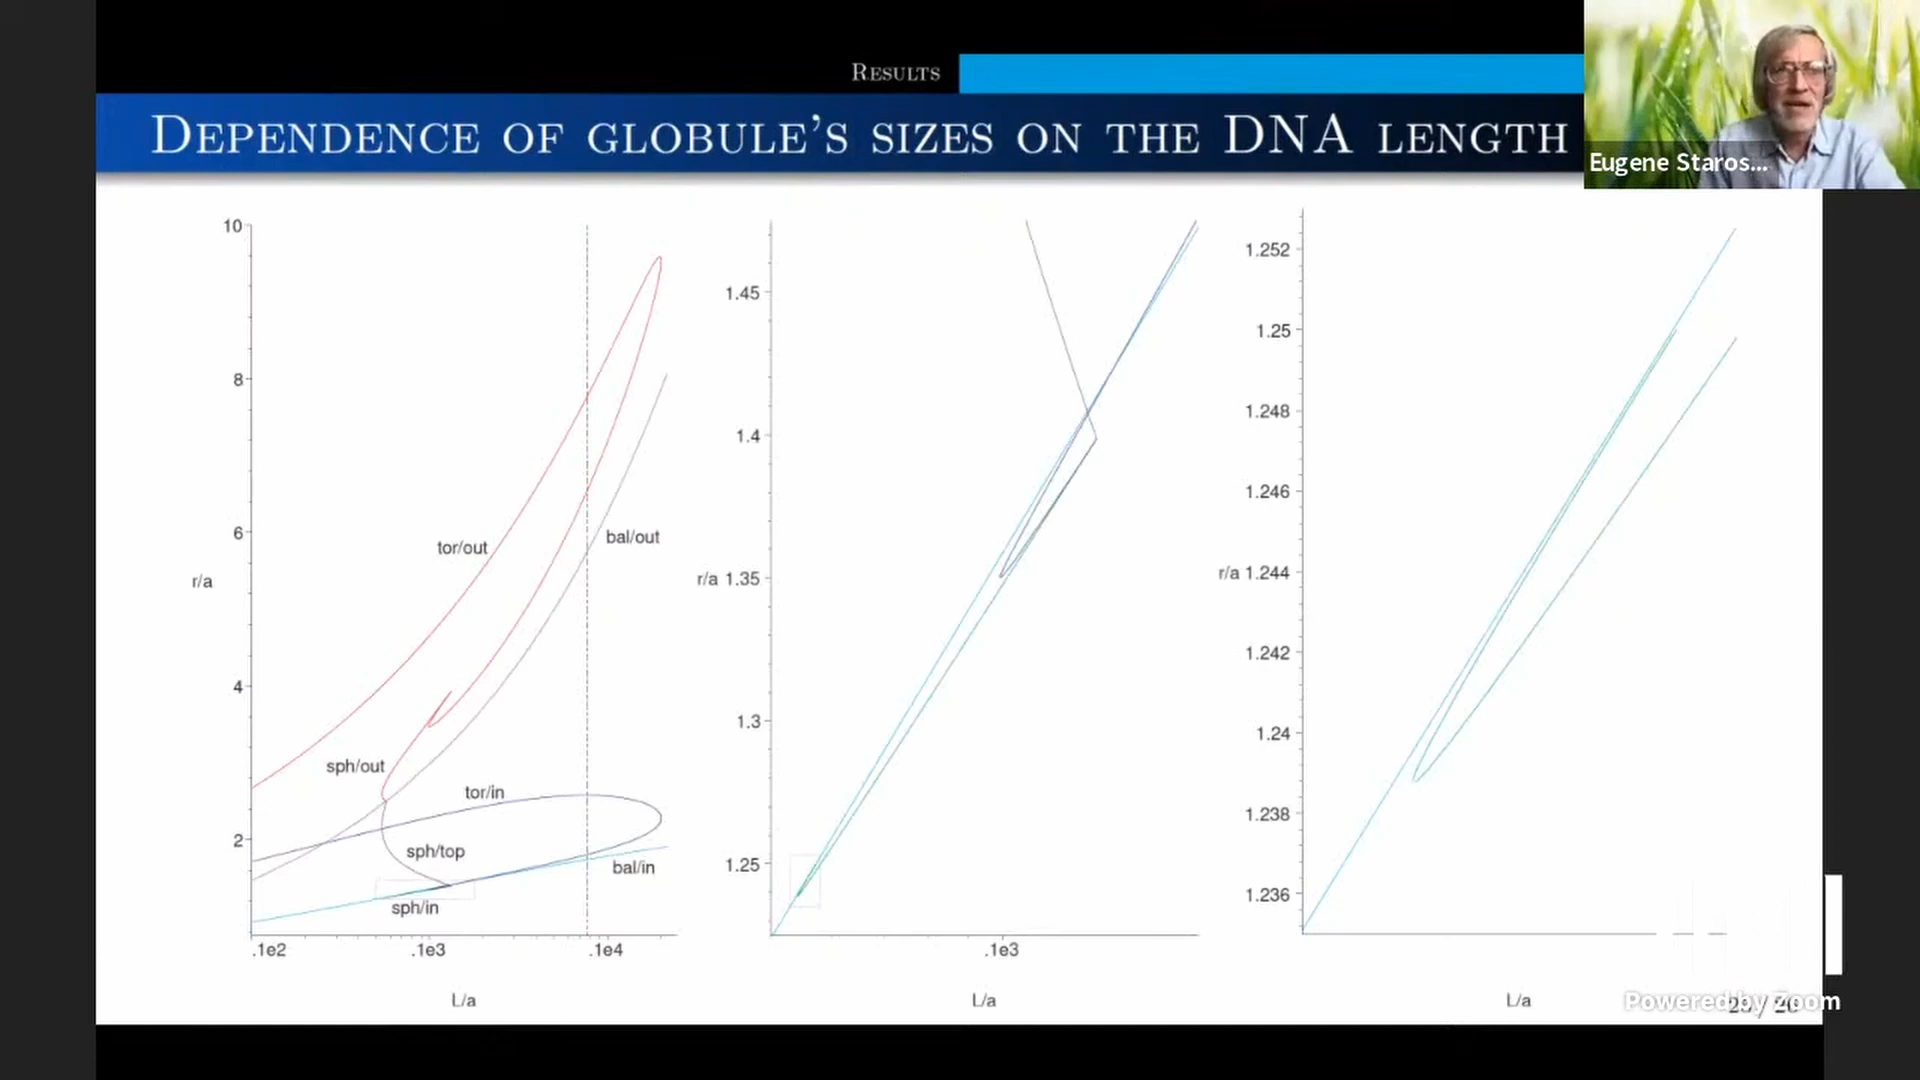 RESULTS
DEPENDENCE OF GLOBULE'S SIZES ON THE DNA LENGTH
Eugene Staros...
10
8
6
4
2
r/a
tor/out
bal/out
sph/out
tor/in
sph/top
bal/in
sph/in
.1e2
.1e3
.1e4
L/a
1.45
1.4
r/a 1.35
1.3
1.25
.1e3
L/a
1.252
1.25
1.248
1.246
r/a 1.244
1.242
1.24
1.238
1.236
L/a
Powered by Zoom